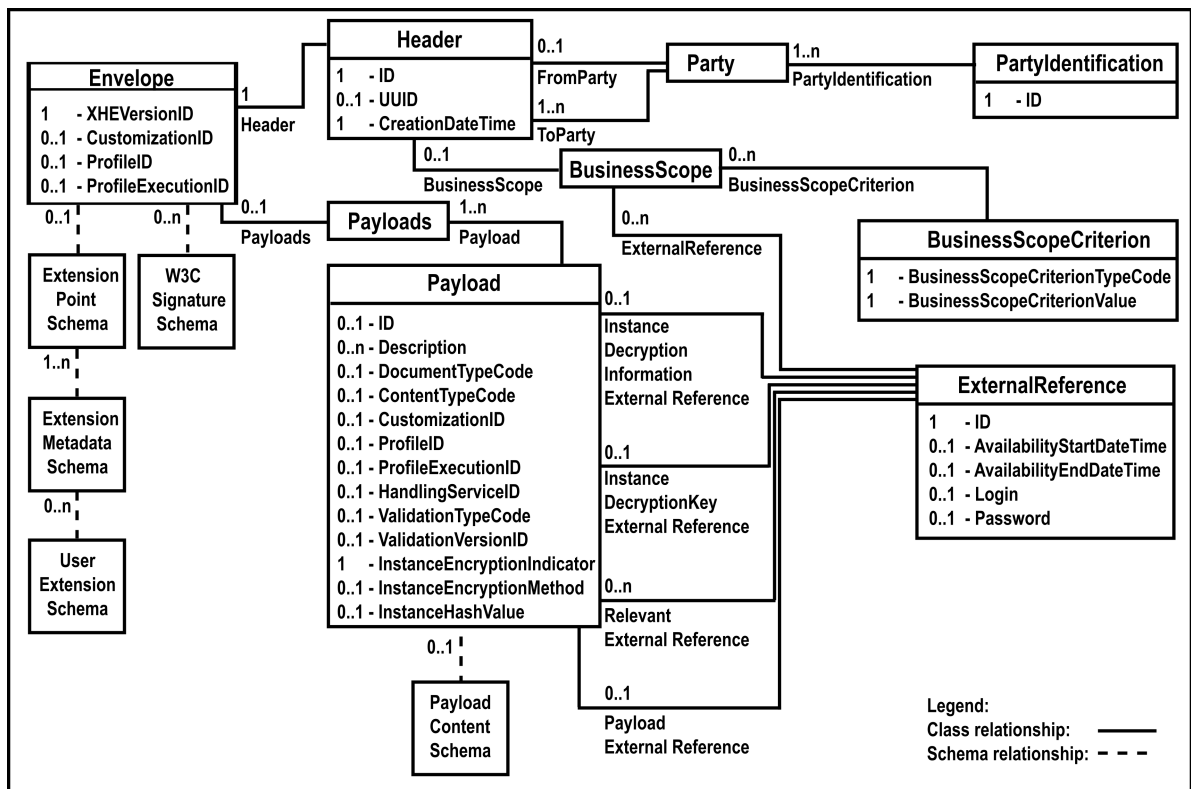 Envelope
1 - XHEVersionID
0..1 - CustomizationID
0..1 - ProfileID
0..1 - ProfileExecutionID
1
Header
Header
1 - ID
0..1 - UUID
1 - CreationDateTime
0..1
FromParty
1..n
ToParty
Party
1..n
PartyIdentification
PartyIdentification
1 - ID
0..1
BusinessScope
BusinessScope
0..n
BusinessScopeCriterion
0..n
ExternalReference
BusinessScopeCriterion
1 - BusinessScopeCriterionTypeCode
1 - BusinessScopeCriterionValue
0..1
0..n
0..1
Payloads
Payloads
1..n
Payload
Extension
Point
Schema
W3C
Signature
Schema
1..n
Extension
Metadata
Schema
0..n
User
Extension
Schema
Payload
0..1 - ID
0..n - Description
0..1 - DocumentTypeCode
0..1 - ContentTypeCode
0..1 - CustomizationID
0..1 - ProfileID
0..1 - ProfileExecutionID
0..1 - HandlingServiceID
0..1 - ValidationTypeCode
0..1 - ValidationVersionID
1 - InstanceEncryptionIndicator
0..1 - InstanceEncryptionMethod
0..1 - InstanceHashValue
0..1
Instance
Decryption
Information
External Reference
0..1
Instance
DecryptionKey
External Reference
0..n
Relevant
External Reference
0..1
Payload
External Reference
ExternalReference
1 - ID
0..1 - AvailabilityStartDateTime
0..1 - AvailabilityEndDateTime
0..1 - Login
0..1 - Password
0..1
Payload
Content
Schema
Legend:
Class relationship:
Schema relationship: